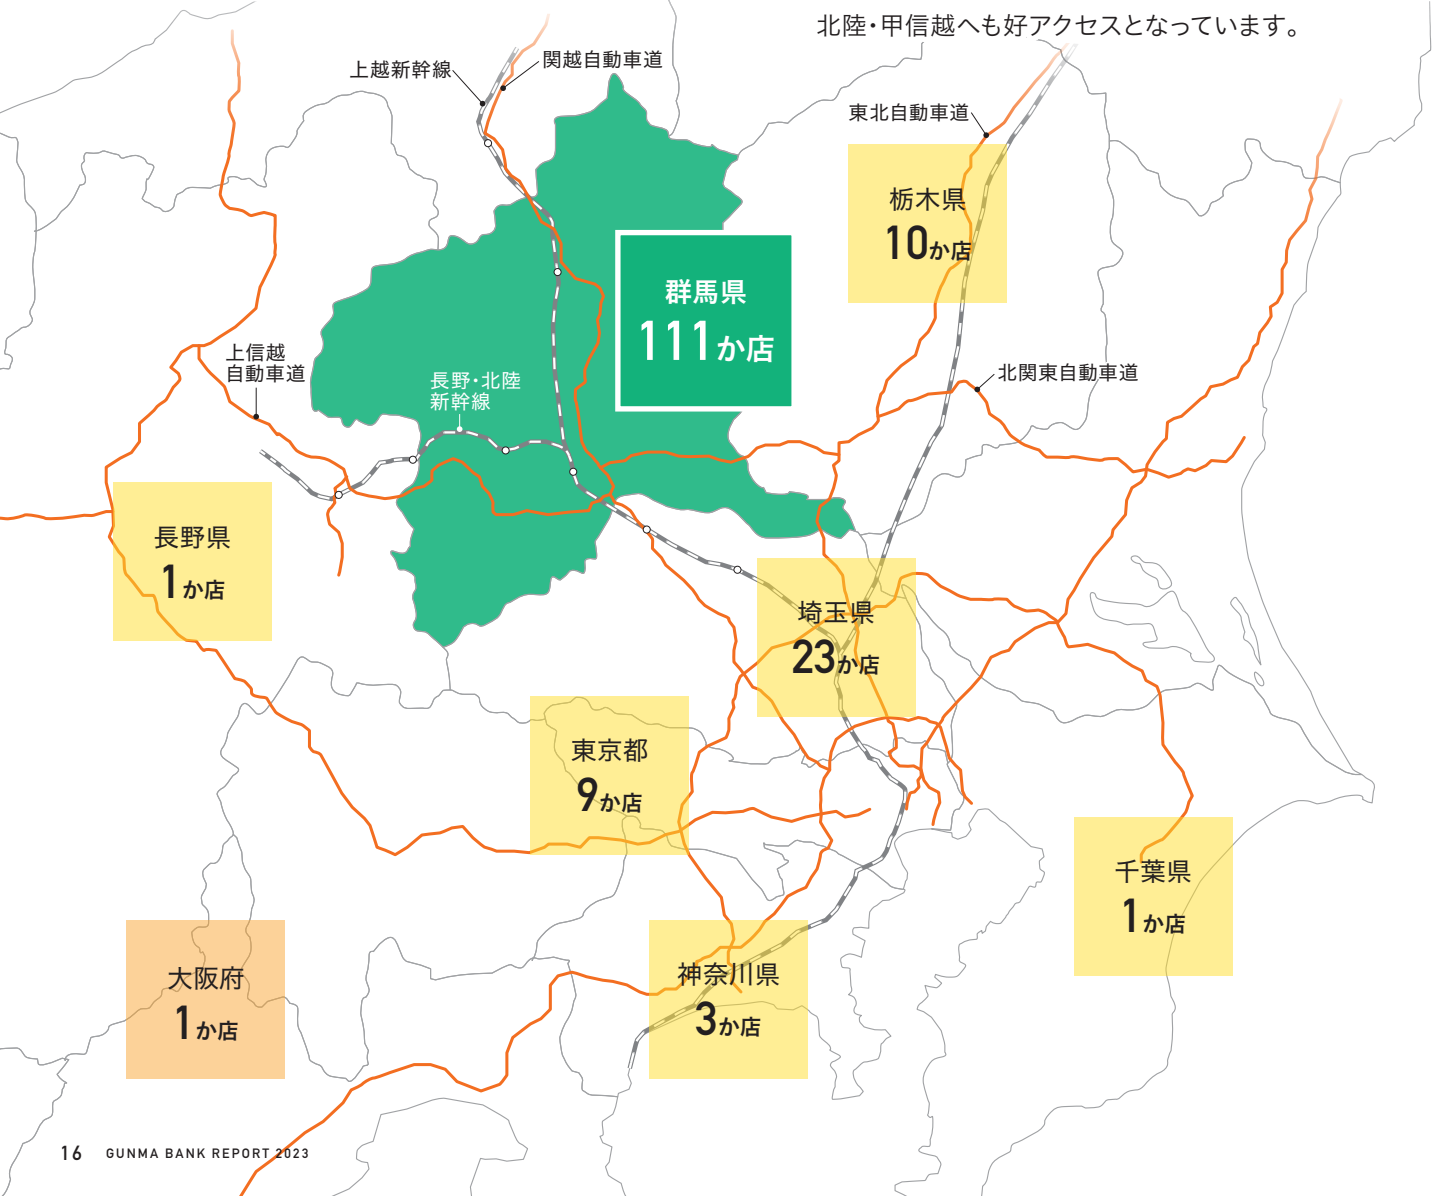 北陸・甲信越へも好アクセスとなっています。
上越新幹線
関越自動車道
東北自動車道
栃木県
10か店
群馬県
111か店
上信越
自動車道
長野・北陸
新幹線
北関東自動車道
長野県
1か店
埼玉県
23か店
東京都
9か店
千葉県
1か店
大阪府
1か店
神奈川県
3か店
16 GUNMA BANK REPORT 2023